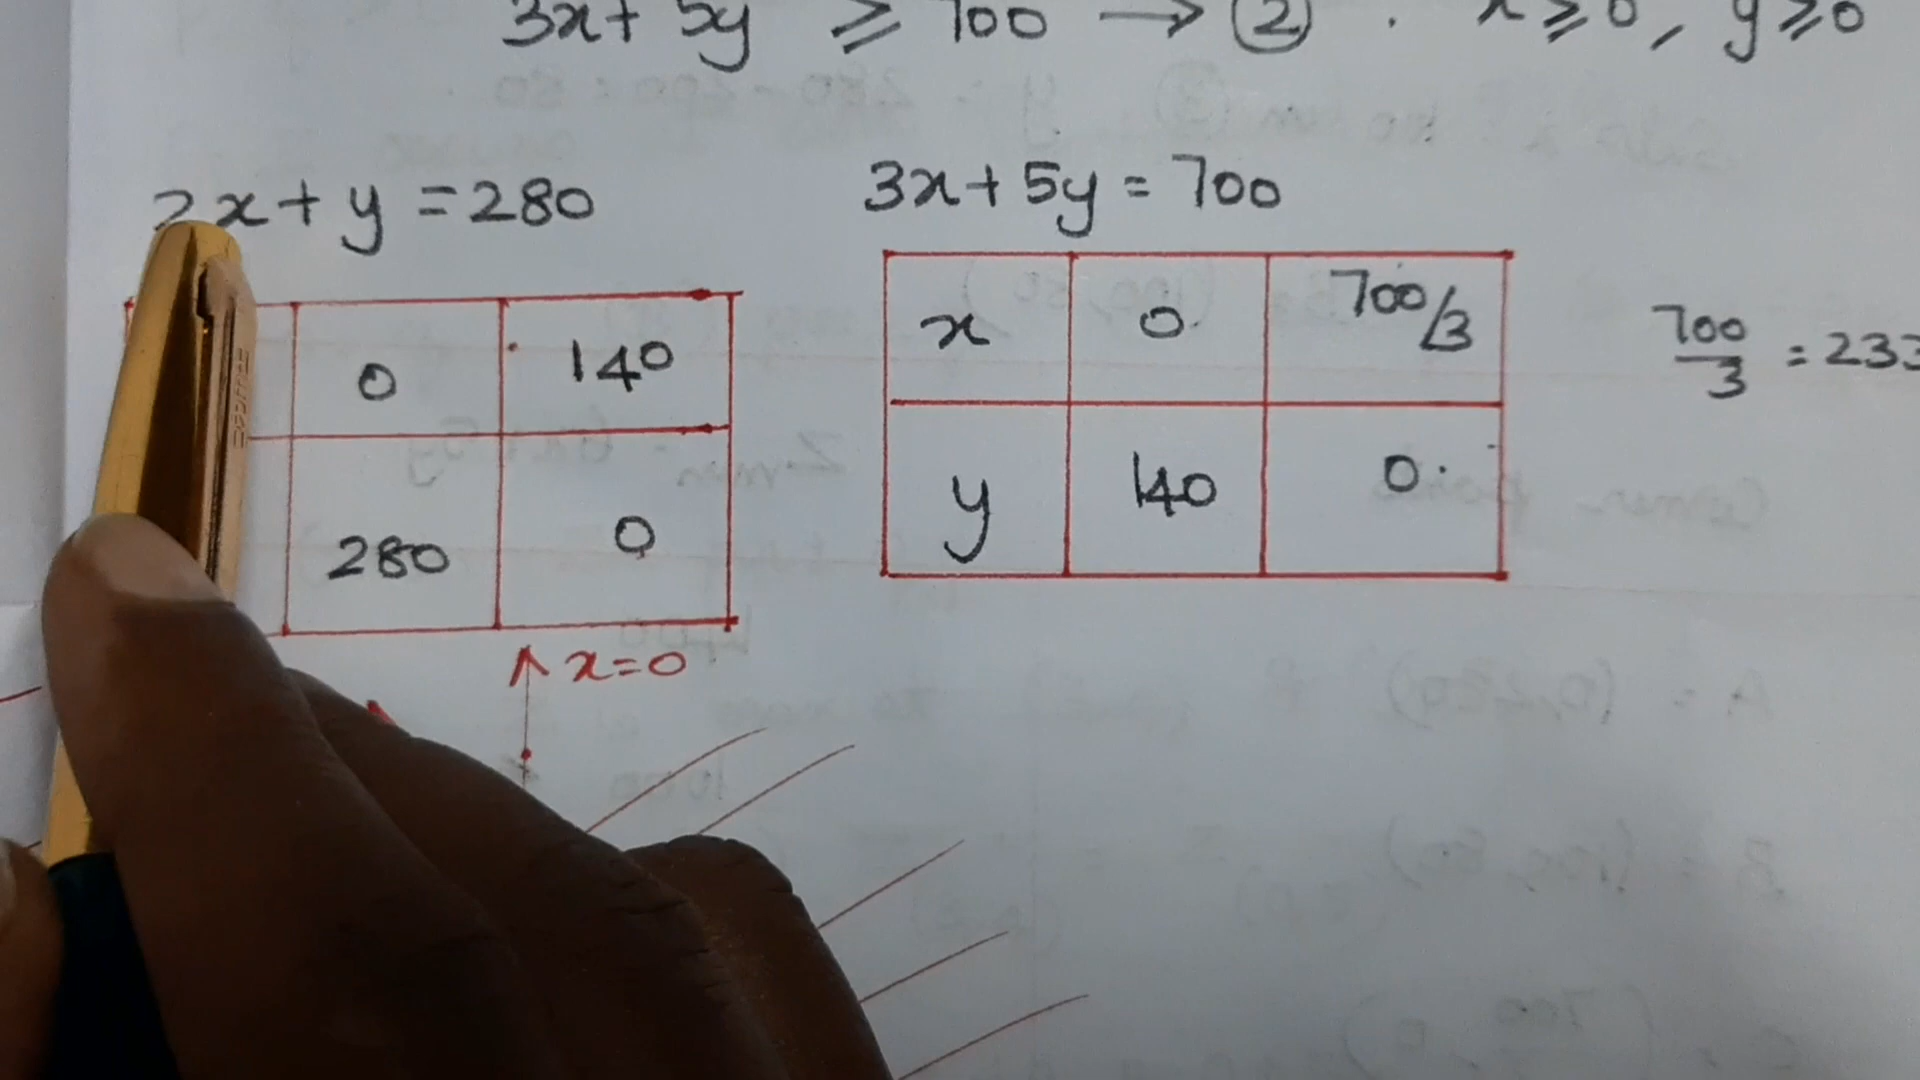 3x + 5y ≥ 700 → ② . x ≥ 0, y ≥ 0
2x + y = 280
3x + 5y = 700
0 140
280 0
x 0 700/3
y 140 0
700/3 = 233
x=0